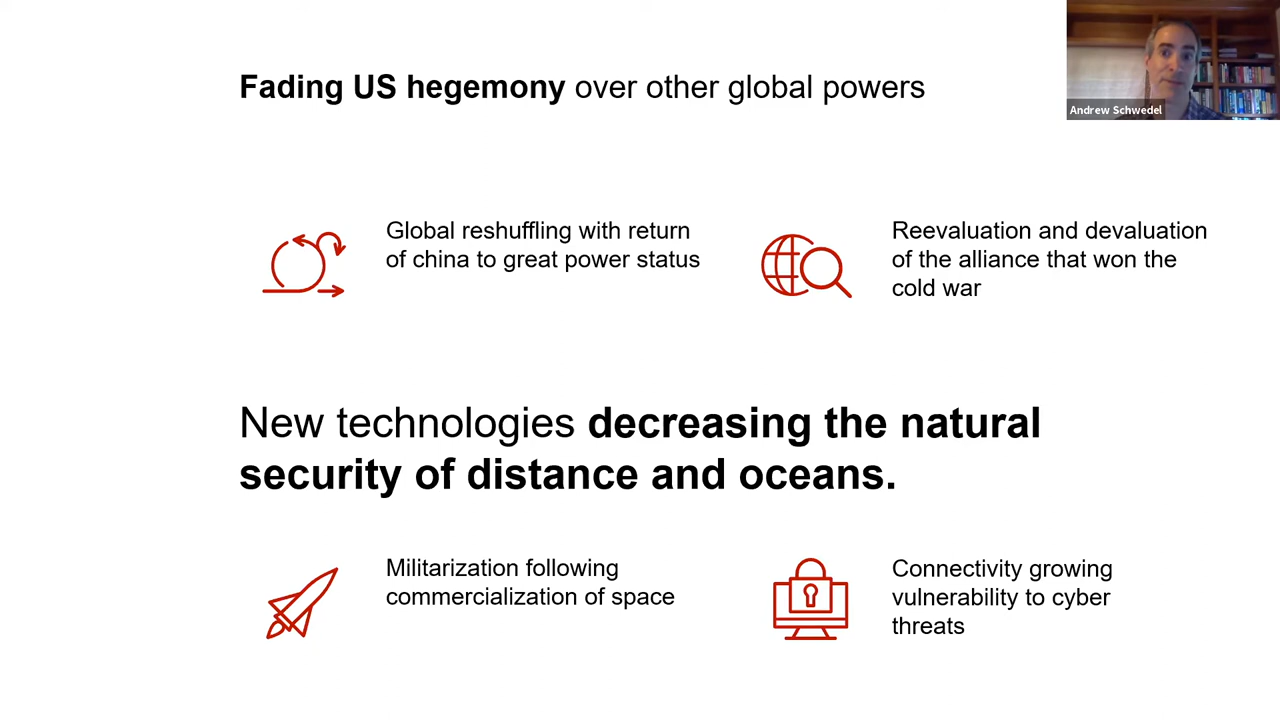 Fading US hegemony over other global powers
Andrew Schwedel
Global reshuffling with return
of china to great power status
Reevaluation and devaluation
of the alliance that won the
cold war
New technologies decreasing the natural
security of distance and oceans.
Militarization following
commercialization of space
Connectivity growing
vulnerability to cyber
threats